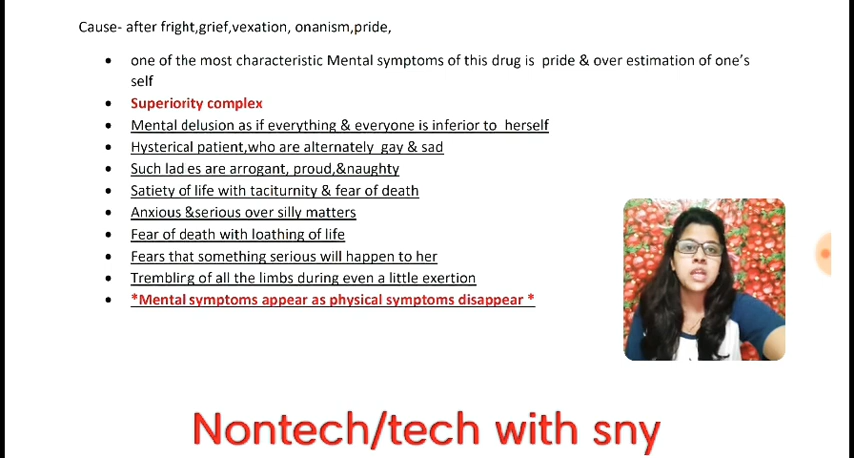 Cause- after fright,grief,vexation, onanism,pride,
• one of the most characteristic Mental symptoms of this drug is pride & over estimation of one's
self
• Superiority complex
• Mental delusion as if everything & everyone is inferior to herself
• Hysterical patient,who are alternately gay & sad
• Such lad es are arrogant, proud,&naughty
• Satiety of life with taciturnity & fear of death
• Anxious &serious over silly matters
• Fear of death with loathing of life
• Fears that something serious will happen to her
• Trembling of all the limbs during even a little exertion
• *Mental symptoms appear as physical symptoms disappear *
Nontech/tech with sny